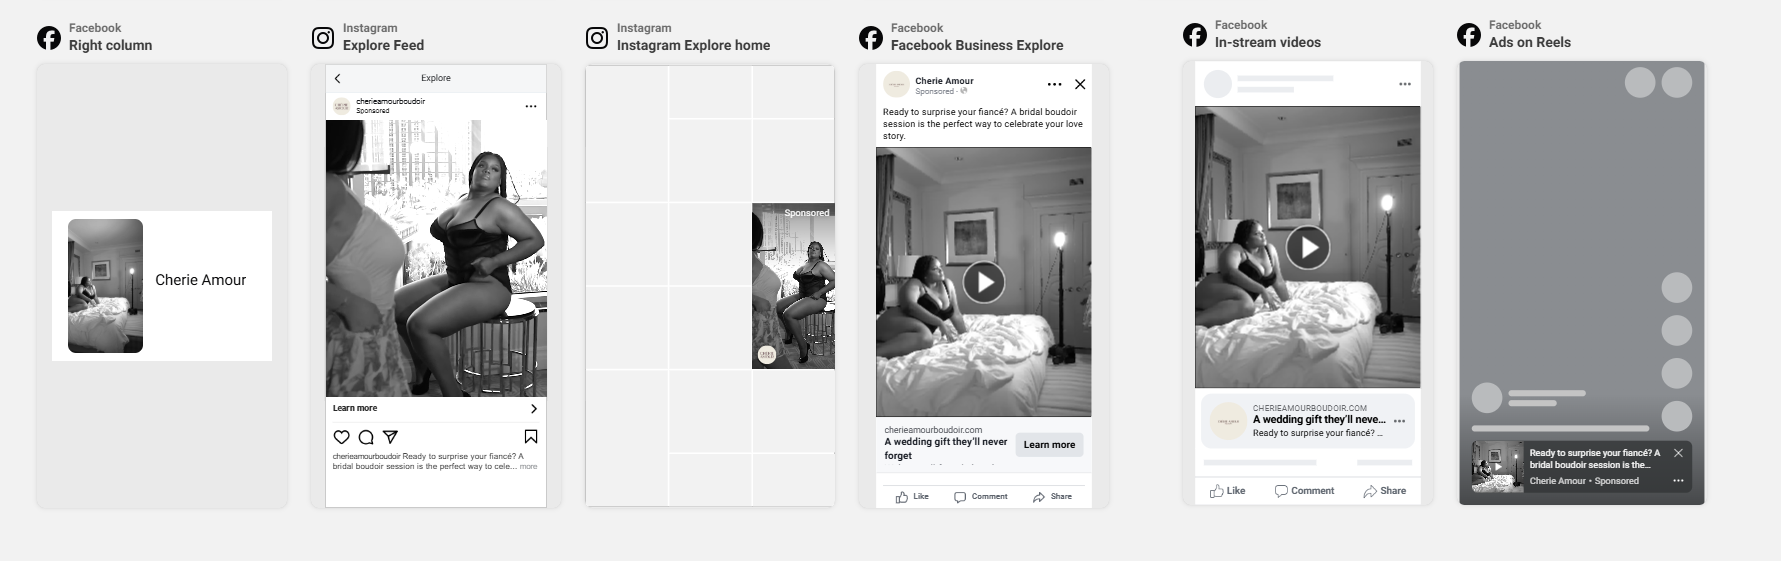 Facebook
Right column
Cherie Amour
Instagram
Explore Feed
Explore
cherieamourboudoir
Sponsored
Learn more
cherieamourboudoir Ready to surprise your fiancé? A
bridal boudoir session is the perfect way to cele... more
Instagram
Instagram Explore home
Sponsored
Facebook
Facebook Business Explore
Cherie Amour
Sponsored ·
Ready to surprise your fiancé? A bridal boudoir
session is the perfect way to celebrate your love
story.
cherieamourboudoir.com
A wedding gift they'll never
forget
Learn more
Like
Comment
Share
Facebook
In-stream videos
CHERIEAMOURBOUDOIR.COM
A wedding gift they'll neve...
Ready to surprise your fiancé? ...
Like
Comment
Share
Facebook
Ads on Reels
Ready to surprise your fiancé? A
bridal boudoir session is the...
Cherie Amour • Sponsored